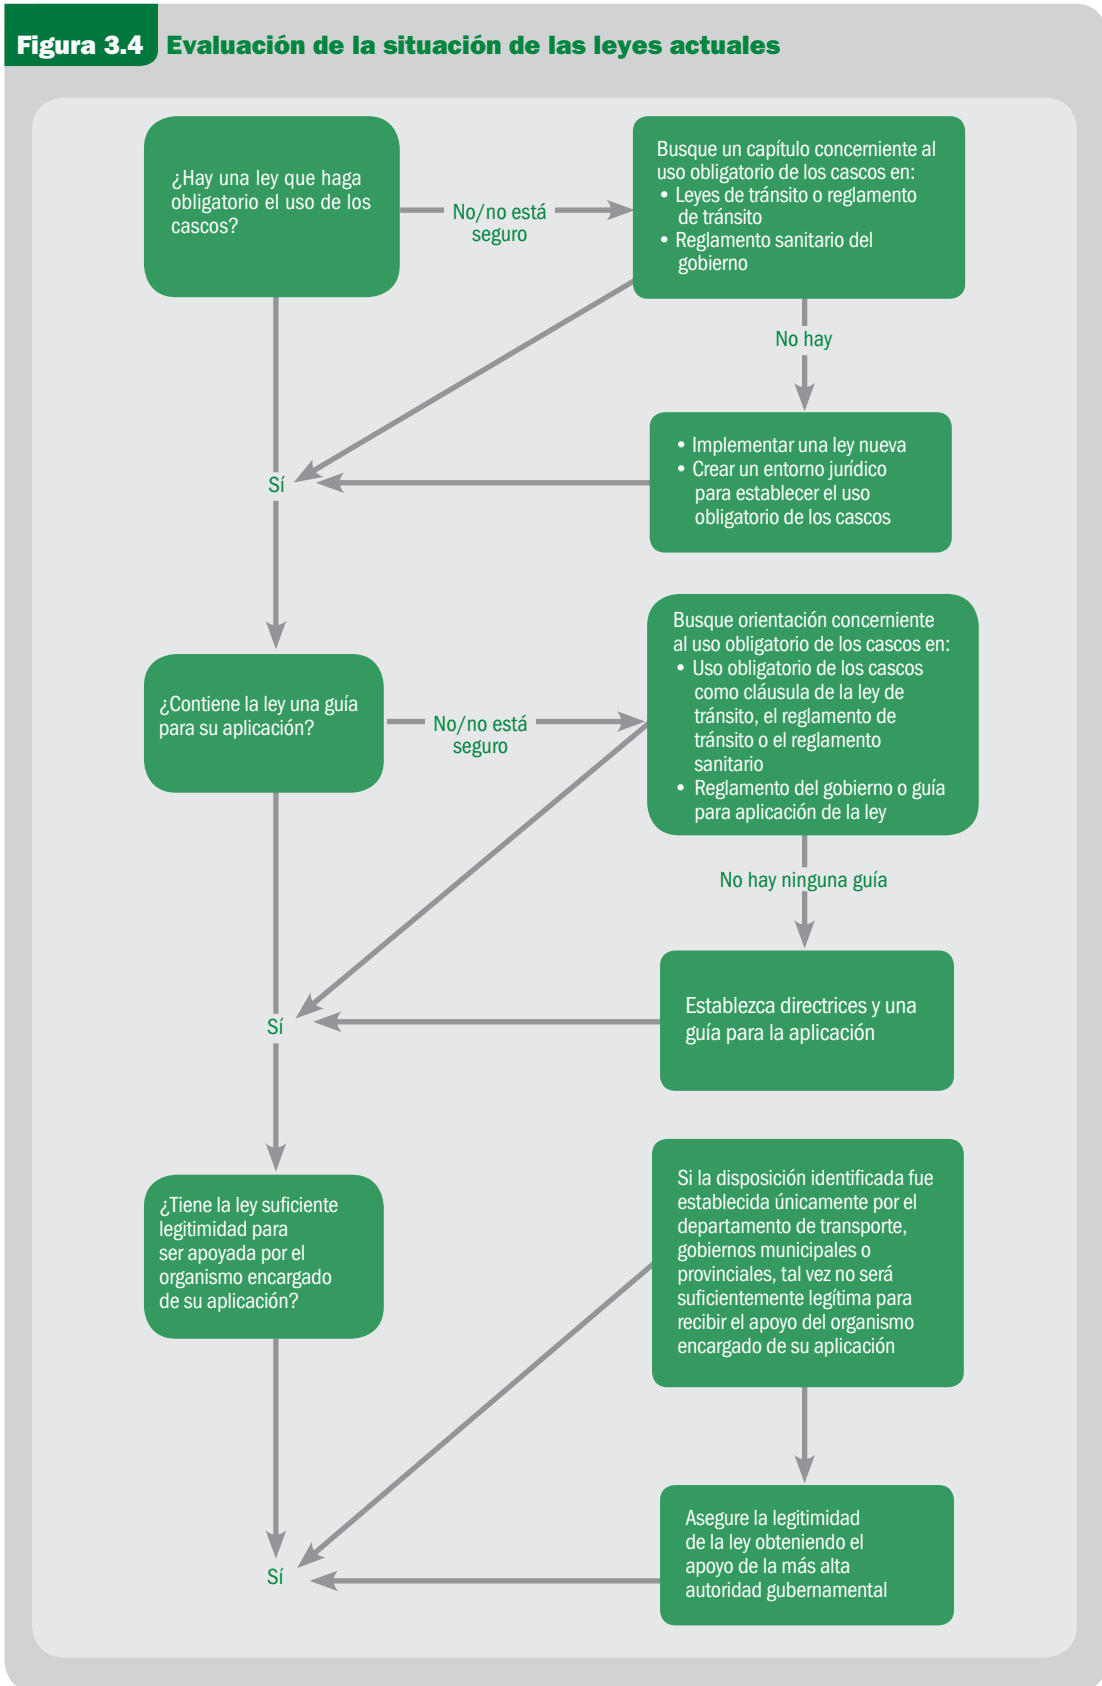 Figura 3.4 Evaluación de la situación de las leyes actuales
¿Hay una ley que haga
obligatorio el uso de los
cascos?
No/no está
seguro
Busque un capítulo concerniente al
uso obligatorio de los cascos en:
• Leyes de tránsito o reglamento
de tránsito
• Reglamento sanitario del
gobierno
No hay
• Implementar una ley nueva
• Crear un entorno jurídico
para establecer el uso
obligatorio de los cascos
Sí
¿Contiene la ley una guía
para su aplicación?
No/no está
seguro
Busque orientación concerniente
al uso obligatorio de los cascos en:
• Uso obligatorio de los cascos
como cláusula de la ley de
tránsito, el reglamento de
tránsito o el reglamento
sanitario
• Reglamento del gobierno o guía
para aplicación de la ley
No hay ninguna guía
Establezca directrices y una
guía para la aplicación
Sí
¿Tiene la ley suficiente
legitimidad para
ser apoyada por el
organismo encargado
de su aplicación?
Si la disposición identificada fue
establecida únicamente por el
departamento de transporte,
gobiernos municipales o
provinciales, tal vez no será
suficientemente legítima para
recibir el apoyo del organismo
encargado de su aplicación
Asegure la legitimidad
de la ley obteniendo el
apoyo de la más alta
autoridad gubernamental
Sí